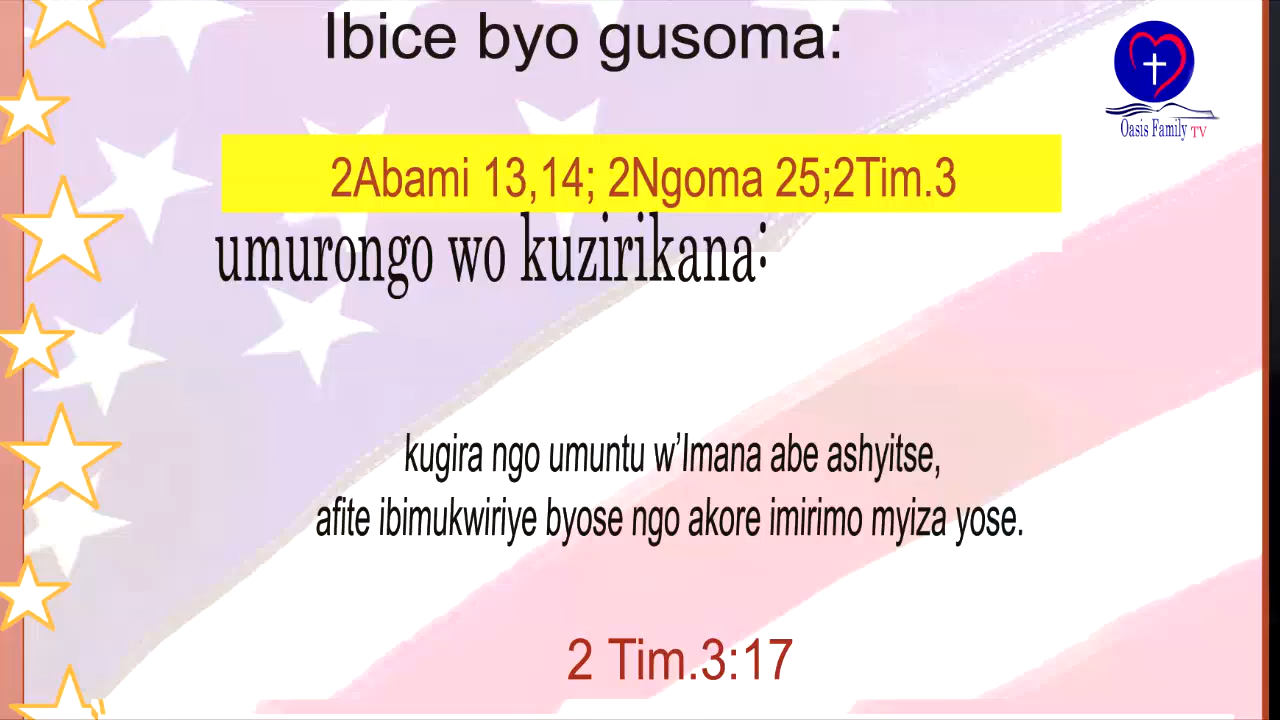 Ibice byo gusoma:
Oasis Family TV
2Abami 13,14; 2Ngoma 25;2Tim.3
umurongo wo kuzirikana:
kugira ngo umuntu w’Imana abe ashyitse,
afite ibimukwiriye byose ngo akore imirimo myiza yose.
2 Tim.3:17